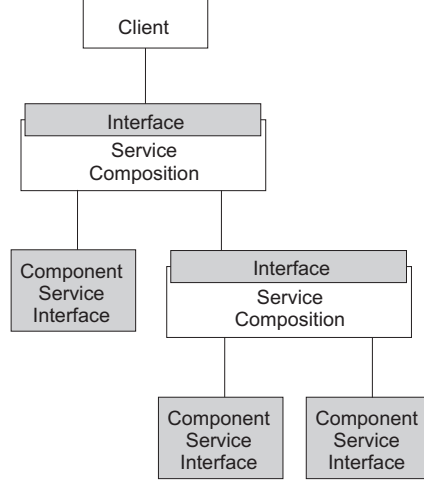 Client
Interface
Service
Composition
Component
Service
Interface
Interface
Service
Composition
Component
Service
Interface
Component
Service
Interface